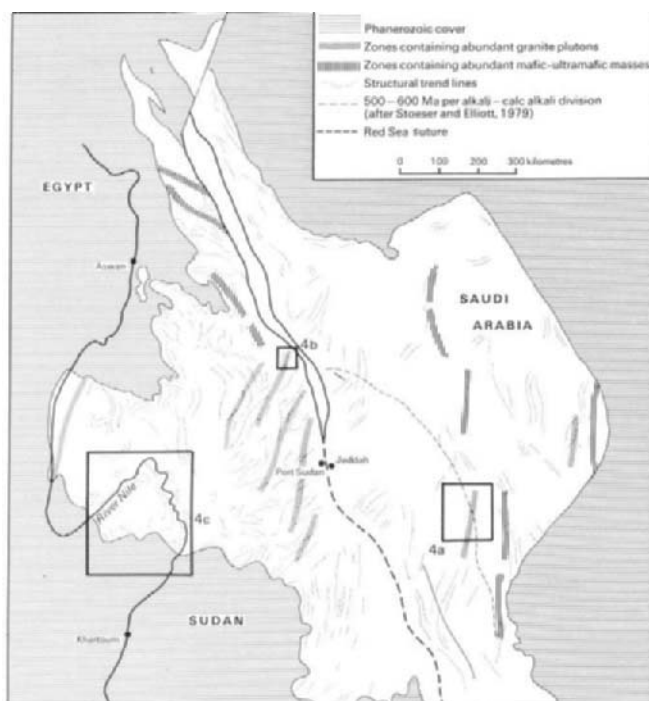 Phanerozoic cover
Zones containing abundant granite plutons
Zones containing abundant mafic-ultramafic masses
Structural trend lines
500 – 600 Ma per alkali – calc alkali division
(after Stoeser and Elliott, 1979)
Red Sea suture
0 100 200 300 kilometres
EGYPT
Aswan
SAUDI
ARABIA
4b
Port Sudan
Jeddah
River Nile
4c
4a
SUDAN
Khartoum